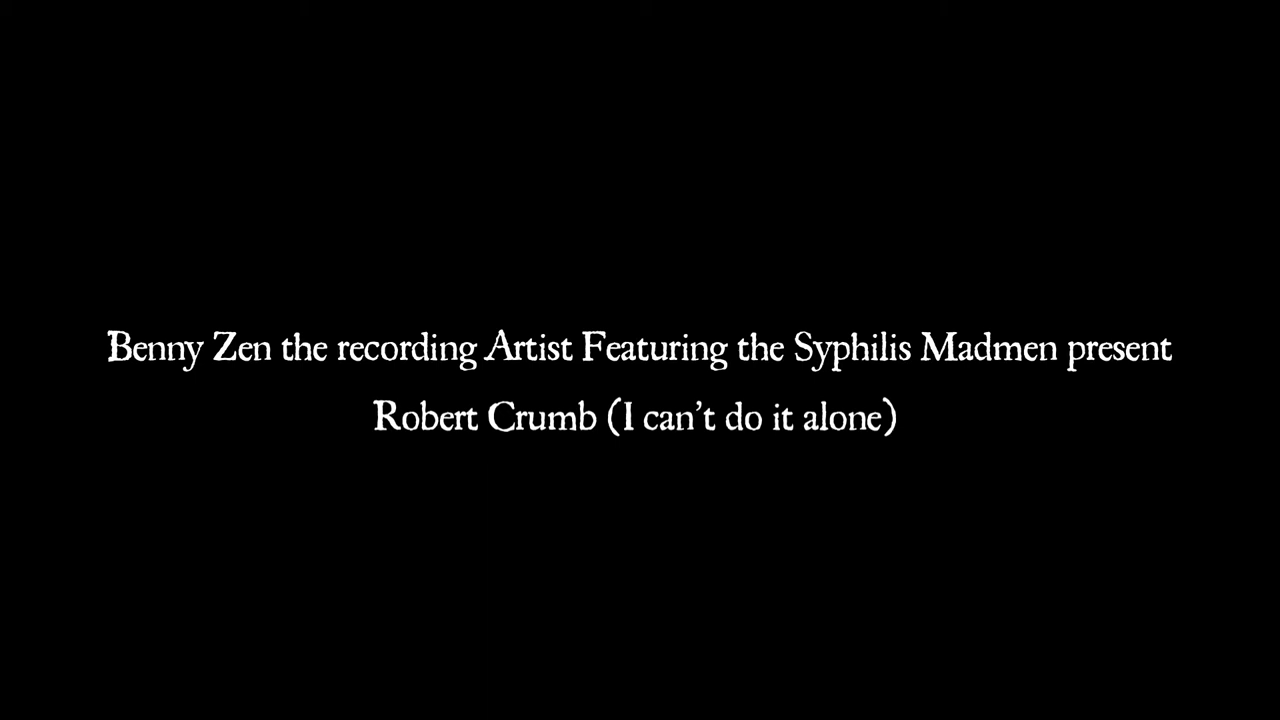 Benny Zen the recording Artist Featuring the Syphilis Madmen present
Robert Crumb (I can't do it alone)